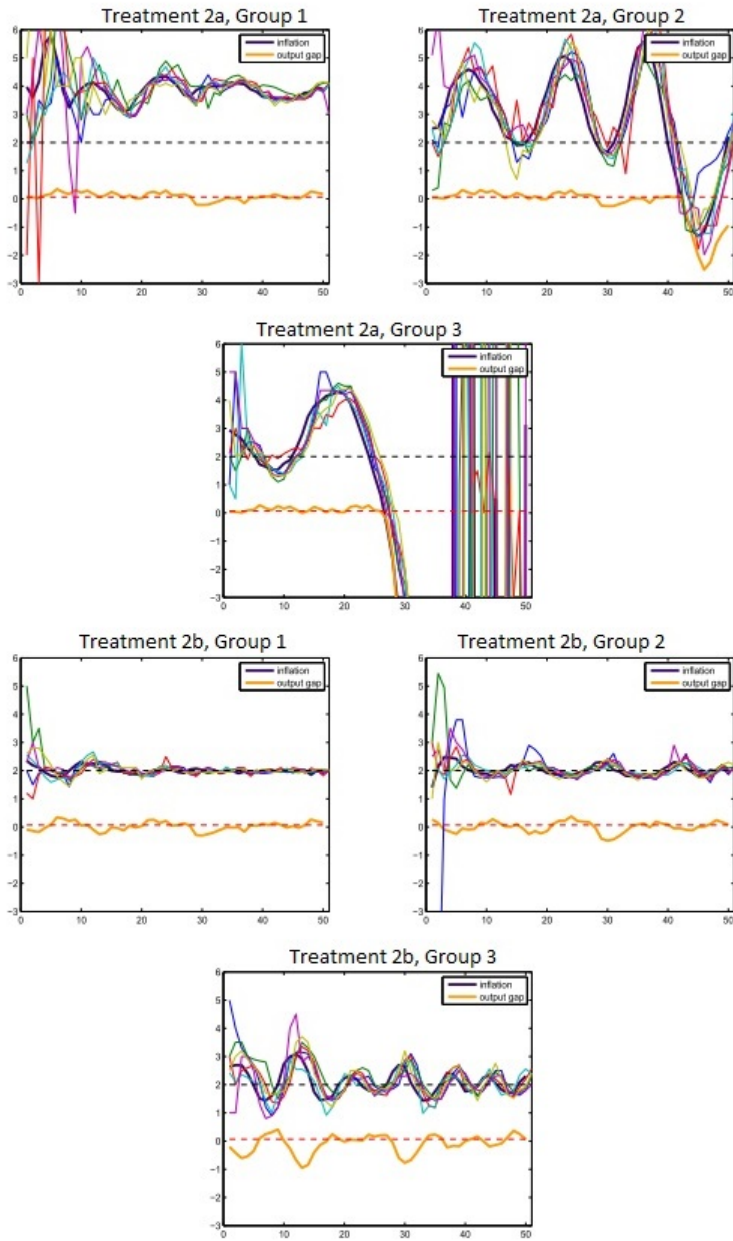 Treatment 2a, Group 1
6
5
4
3
2
1
0
−1
−2
−3
0 10 20 30 40 50
inflation
output gap
Treatment 2a, Group 2
6
5
4
3
2
1
0
−1
−2
−3
0 10 20 30 40 50
inflation
output gap
Treatment 2a, Group 3
6
5
4
3
2
1
0
−1
−2
−3
0 10 20 30 40 50
inflation
output gap
Treatment 2b, Group 1
6
5
4
3
2
1
0
−1
−2
−3
0 10 20 30 40 50
inflation
output gap
Treatment 2b, Group 2
6
5
4
3
2
1
0
−1
−2
−3
0 10 20 30 40 50
inflation
output gap
Treatment 2b, Group 3
6
5
4
3
2
1
0
−1
−2
−3
0 10 20 30 40 50
inflation
output gap